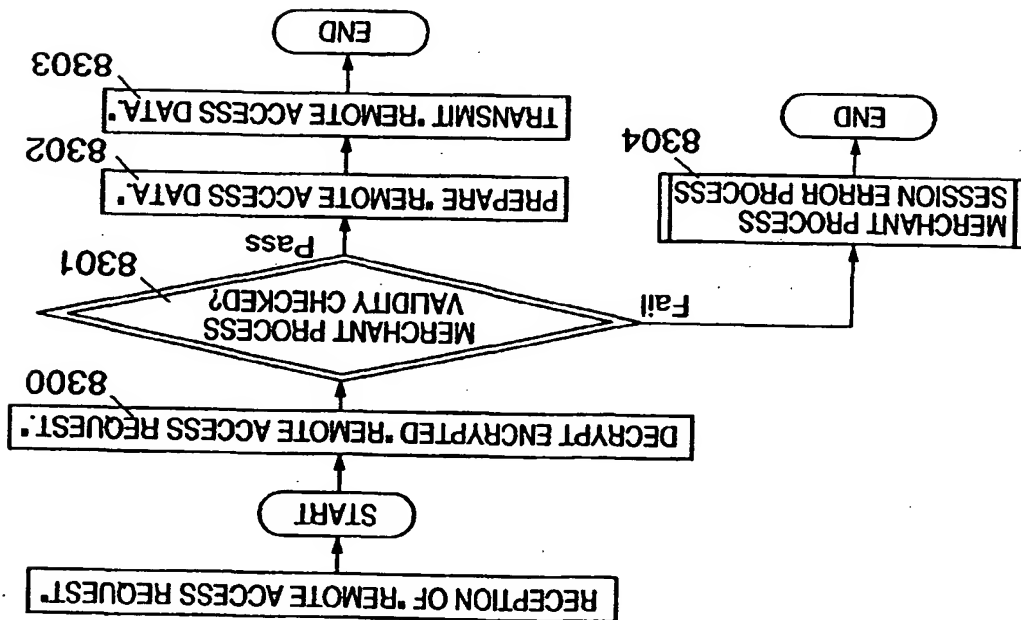 RECEPTION OF "REMOTE ACCESS REQUEST"
START
DECRYPT ENCRYPTED "REMOTE ACCESS REQUEST".
8300
MERCHANT PROCESS
VALIDITY CHECKED?
8301
Fail
Pass
MERCHANT PROCESS
SESSION ERROR PROCESS
8304
END
PREPARE "REMOTE ACCESS DATA".
8302
TRANSMIT "REMOTE ACCESS DATA".
8303
END